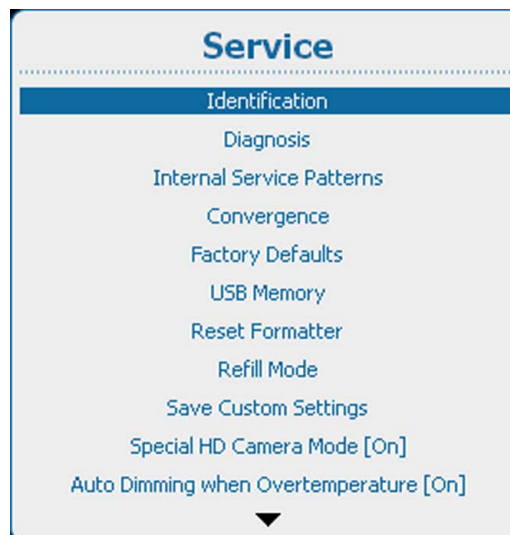 Service
Identification
Diagnosis
Internal Service Patterns
Convergence
Factory Defaults
USB Memory
Reset Formatter
Refill Mode
Save Custom Settings
Special HD Camera Mode [On]
Auto Dimming when Overtemperature [On]